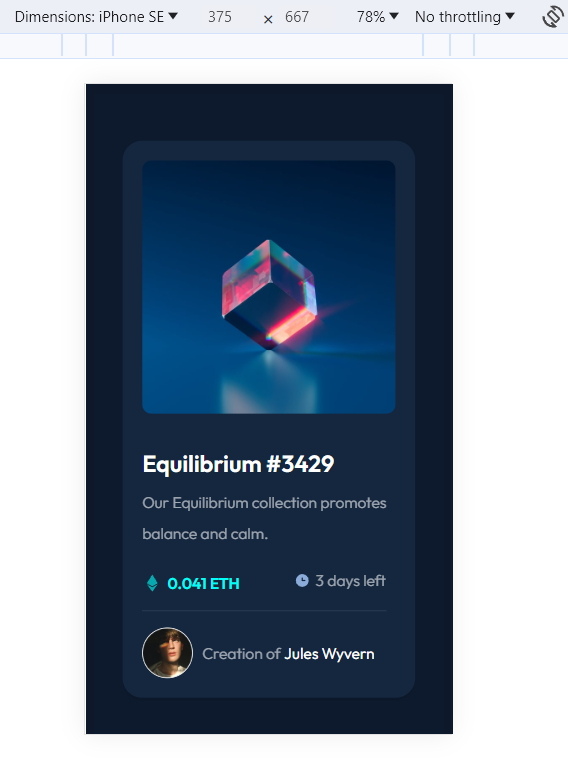 Dimensions: iPhone SE 375 × 667 78% No throttling
Equilibrium #3429
Our Equilibrium collection promotes
balance and calm.
0.041 ETH 3 days left
Creation of Jules Wyvern